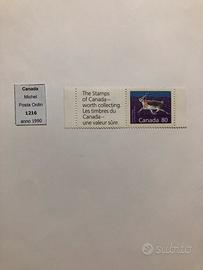 Canada
Michel
Posta Ordin
1216
anno 1990
The Stamps
of Canada—
worth collecting.
Les timbres du
Canada—
une valeur sûre.
Canada 80
subito